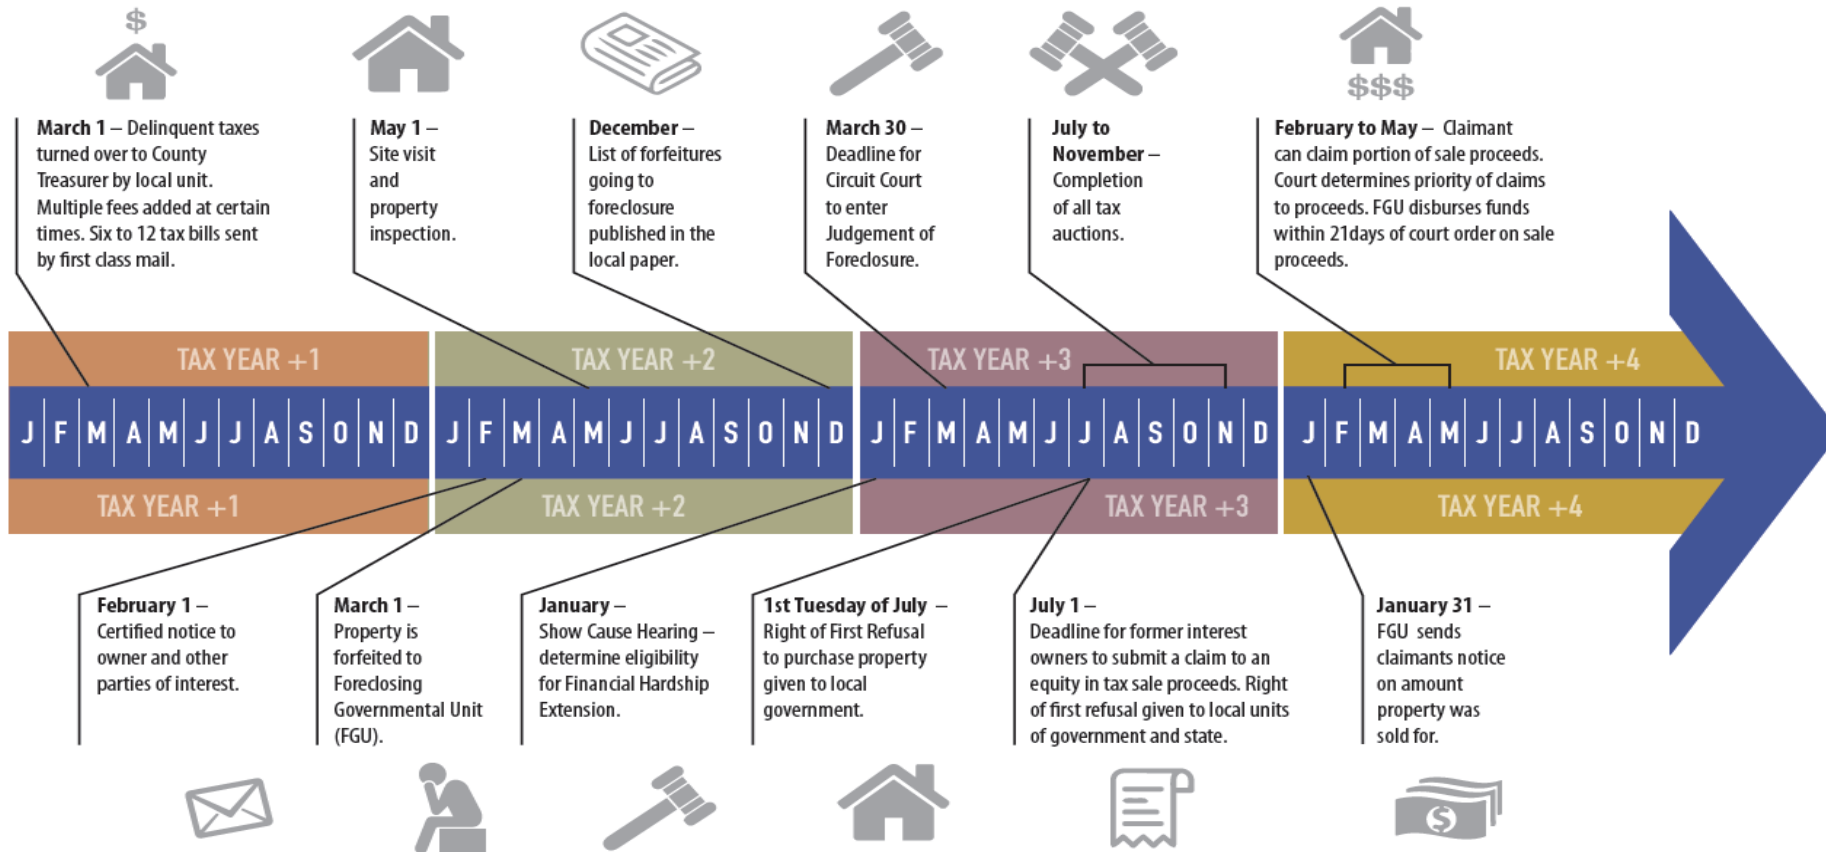 $
$$$
March 1 – Delinquent taxes
turned over to County
Treasurer by local unit.
Multiple fees added at certain
times. Six to 12 tax bills sent
by first class mail.
May 1 –
Site visit
and
property
inspection.
December –
List of forfeitures
going to
foreclosure
published in the
local paper.
March 30 –
Deadline for
Circuit Court
to enter
Judgement of
Foreclosure.
July to
November –
Completion
of all tax
auctions.
February to May – Claimant
can claim portion of sale proceeds.
Court determines priority of claims
to proceeds. FGU disburses funds
within 21days of court order on sale
proceeds.
TAX YEAR +1
TAX YEAR +2
TAX YEAR +3
TAX YEAR +4
J F M A M J J A S O N D
J F M A M J J A S O N D
J F M A M J J A S O N D
J F M A M J J A S O N D
TAX YEAR +1
TAX YEAR +2
TAX YEAR +3
TAX YEAR +4
February 1 –
Certified notice to
owner and other
parties of interest.
March 1 –
Property is
forfeited to
Foreclosing
Governmental Unit
(FGU).
January –
Show Cause Hearing –
determine eligibility
for Financial Hardship
Extension.
1st Tuesday of July –
Right of First Refusal
to purchase property
given to local
government.
July 1 –
Deadline for former interest
owners to submit a claim to an
equity in tax sale proceeds. Right
of first refusal given to local units
of government and state.
January 31 –
FGU sends
claimants notice
on amount
property was
sold for.
$